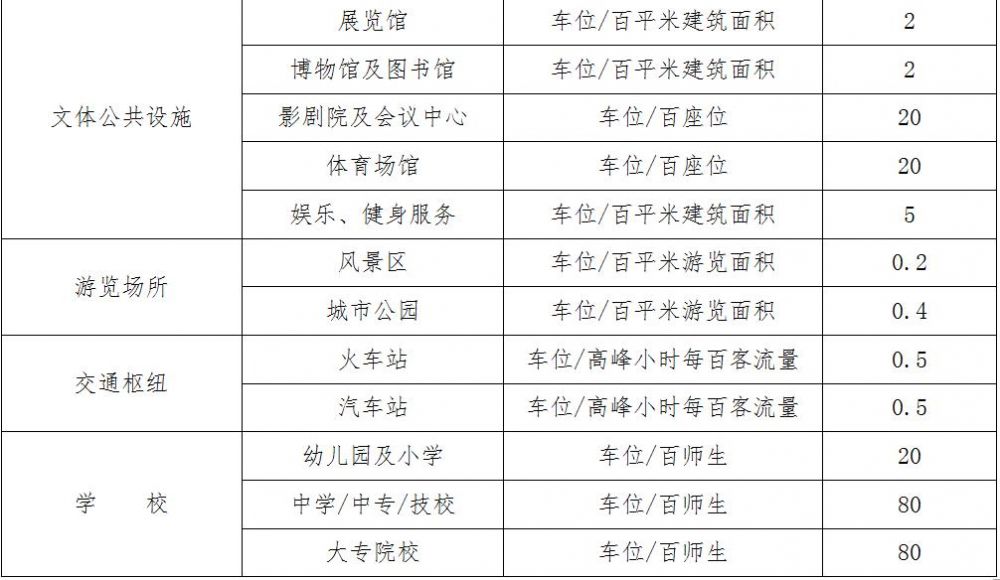 展览馆 车位/百平米建筑面积 2
博物馆及图书馆 车位/百平米建筑面积 2
文体公共设施 影剧院及会议中心 车位/百座位 20
体育场馆 车位/百座位 20
娱乐、健身服务 车位/百平米建筑面积 5
游览场所 风景区 车位/百平米游览面积 0.2
城市公园 车位/百平米游览面积 0.4
交通枢纽 火车站 车位/高峰小时每百客流量 0.5
汽车站 车位/高峰小时每百客流量 0.5
幼儿园及小学 车位/百师生 20
学 校 中学/中专/技校 车位/百师生 80
大专院校 车位/百师生 80